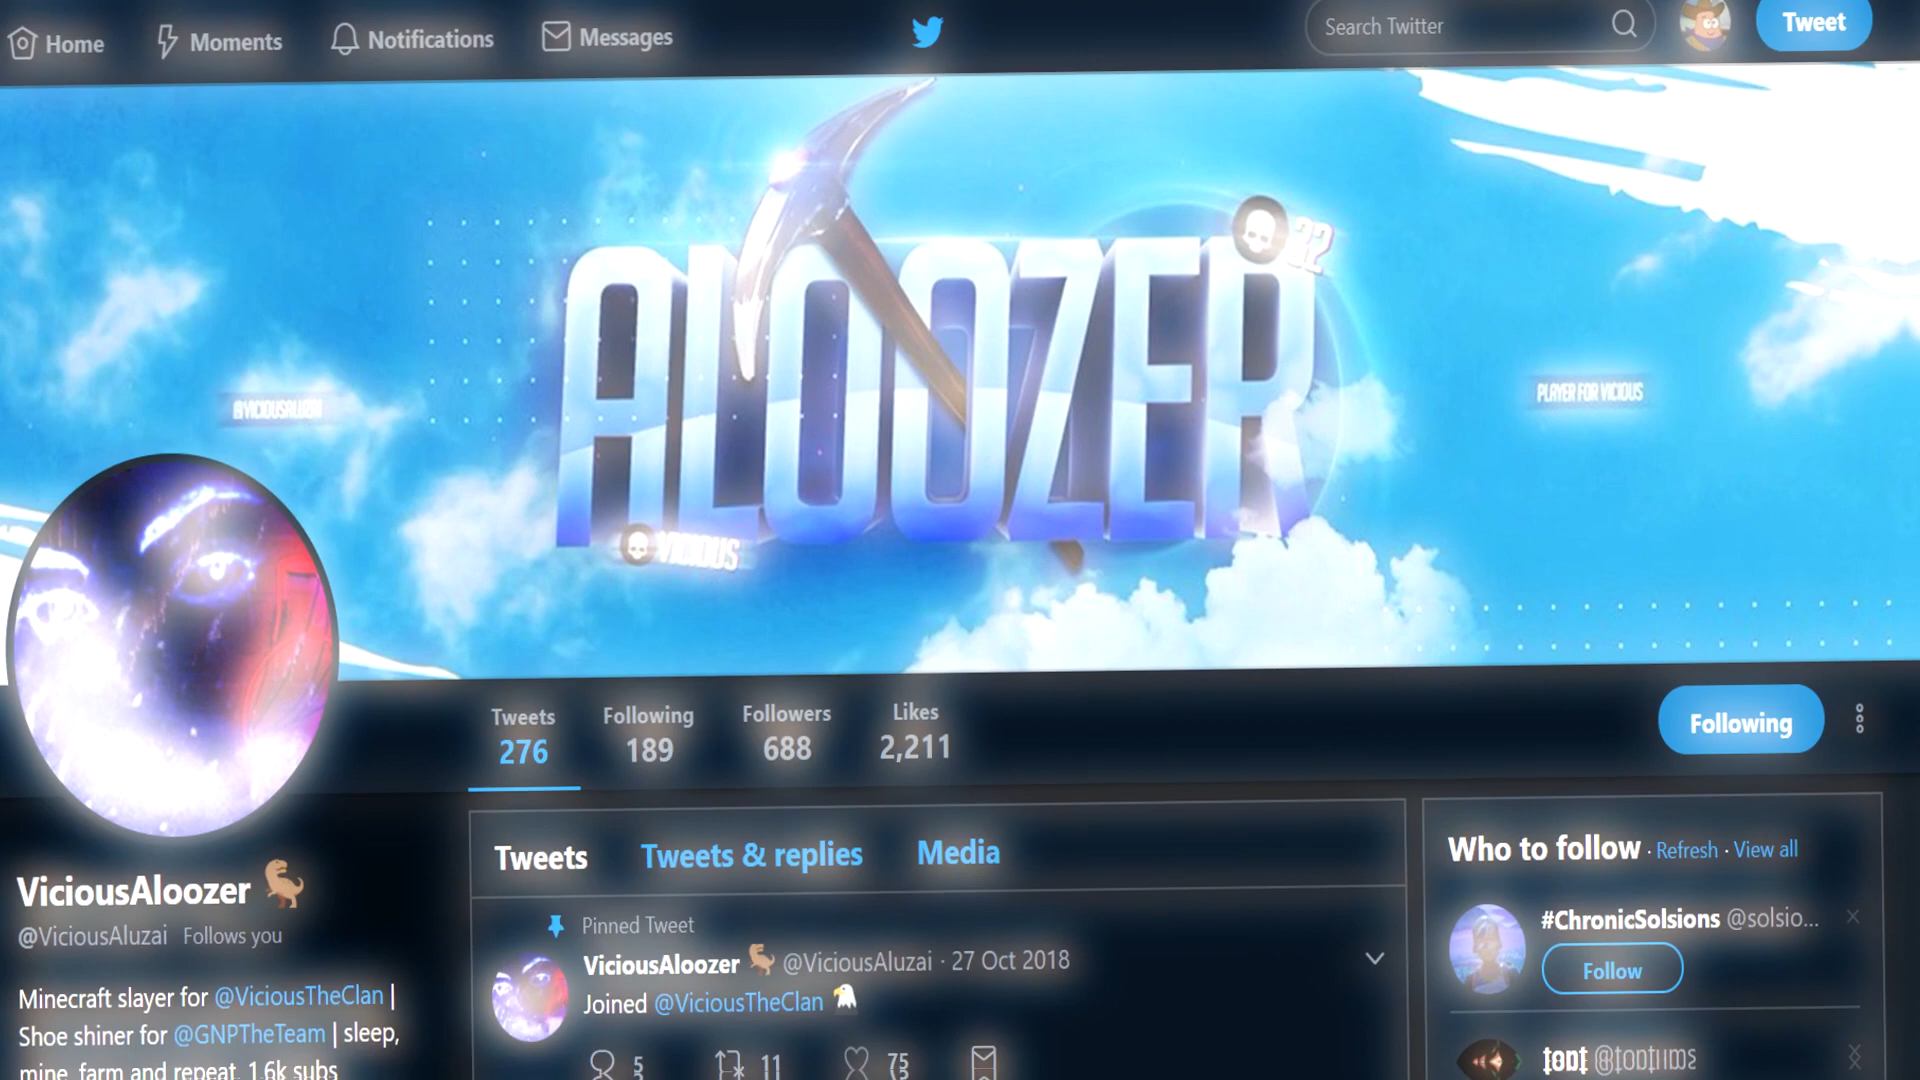 Home
Moments
Notifications
Messages
Search Twitter
Tweet
ALOOZER
32
@VICIOUSALUZAI
PLAYER FOR VICIOUS
VICIOUS
Tweets
276
Following
189
Followers
688
Likes
2,211
Following
ViciousAloozer
@ViciousAluzai Follows you
Minecraft slayer for @ViciousTheClan |
Shoe shiner for @GNPTheTeam | sleep,
mine, farm and repeat. 1.6k subs
Tweets Tweets & replies Media
Pinned Tweet
ViciousAloozer @ViciousAluzai · 27 Oct 2018
Joined @ViciousTheClan
5 11 75
Who to follow · Refresh · View all
#ChronicSolsions @solsio...
Follow